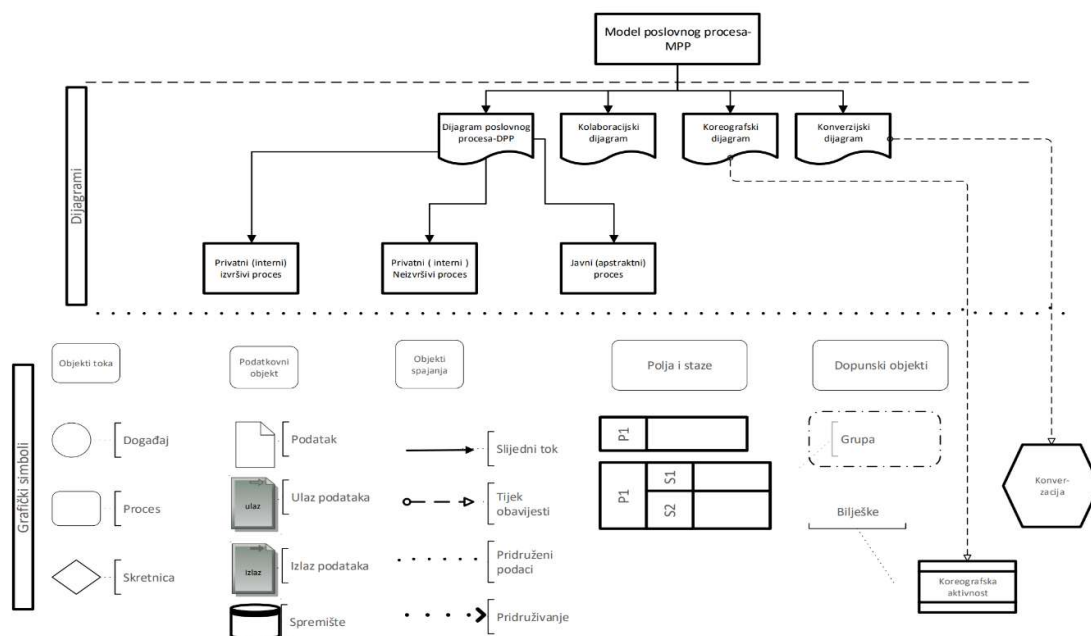 Model poslovnog procesa-
MPP
Dijagrami
Dijagram poslovnog
procesa-DPP
Kolaboracijski
dijagram
Koreografski
dijagram
Konverzijski
dijagram
Privatni (interni)
izvršivi proces
Privatni ( interni )
Neizvršivi proces
Javni (apstraktni)
proces
Grafički simboli
Objekti toka
Podatkovni
objekt
Objekti
spajanja
Polja i staze
Dopunski objekti
Događaj
Proces
Skretnica
Podatak
ulaz
Ulaz podataka
Izlaz
Izlaz podataka
Spremište
Slijedni tok
Tijek
obavijesti
Pridruženi
podaci
Pridruživanje
P1
P1
S1
S2
Grupa
Bilješke
Konver-
zacija
Koreografska
aktivnost